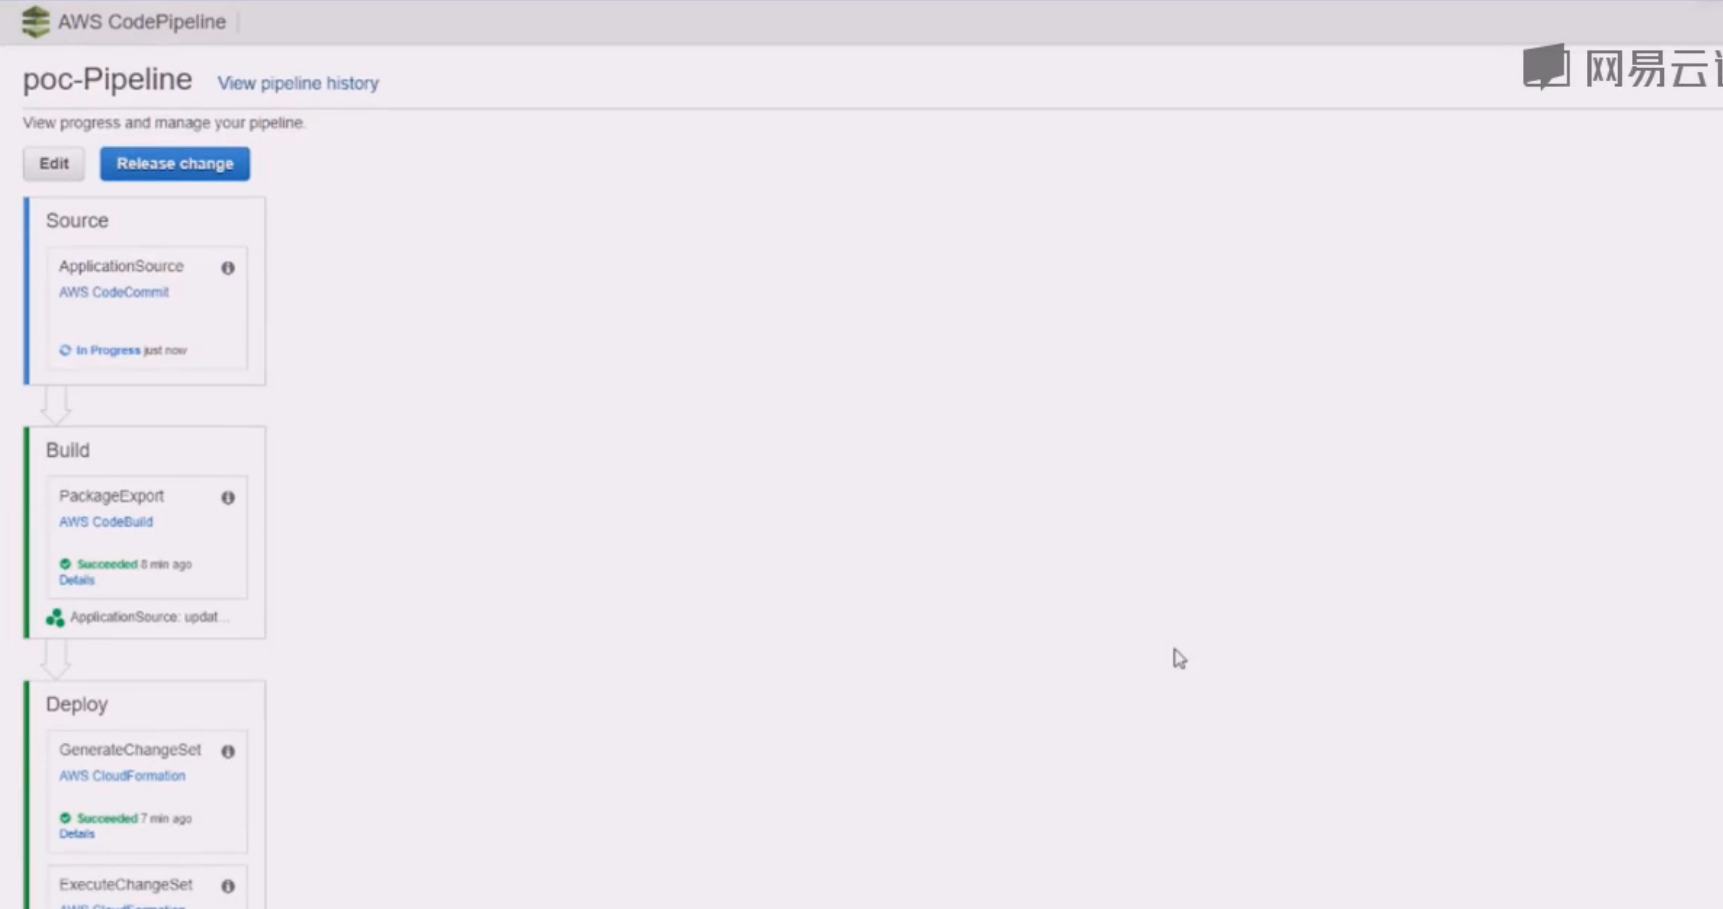 AWS CodePipeline
网易云
poc-Pipeline View pipeline history
View progress and manage your pipeline.
Edit Release change
Source
ApplicationSource
AWS CodeCommit
In Progress just now
Build
PackageExport
AWS CodeBuild
Succeeded 8 min ago
Details
ApplicationSource: updat...
Deploy
GenerateChangeSet
AWS CloudFormation
Succeeded 7 min ago
Details
ExecuteChangeSet
AWS CloudFormation